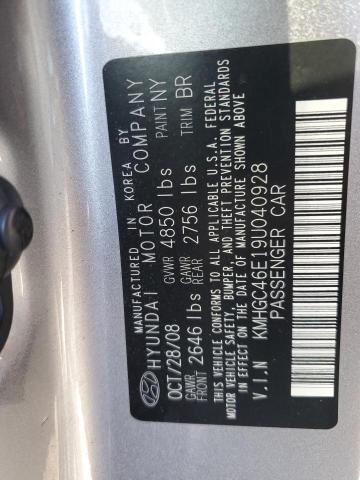 MANUFACTURED IN KOREA BY
HYUNDAI MOTOR COMPANY
OCT/28/08 GVWR 4850 lbs PAINT NY
GAWR FRONT 2646 lbs GAWR REAR 2756 lbs TRIM BR
THIS VEHICLE CONFORMS TO ALL APPLICABLE U.S.A. FEDERAL
MOTOR VEHICLE SAFETY, BUMPER, AND THEFT PREVENTION STANDARDS
IN EFFECT ON THE DATE OF MANUFACTURE SHOWN ABOVE
V.I.N KMHGC46E19U040928
PASSENGER CAR